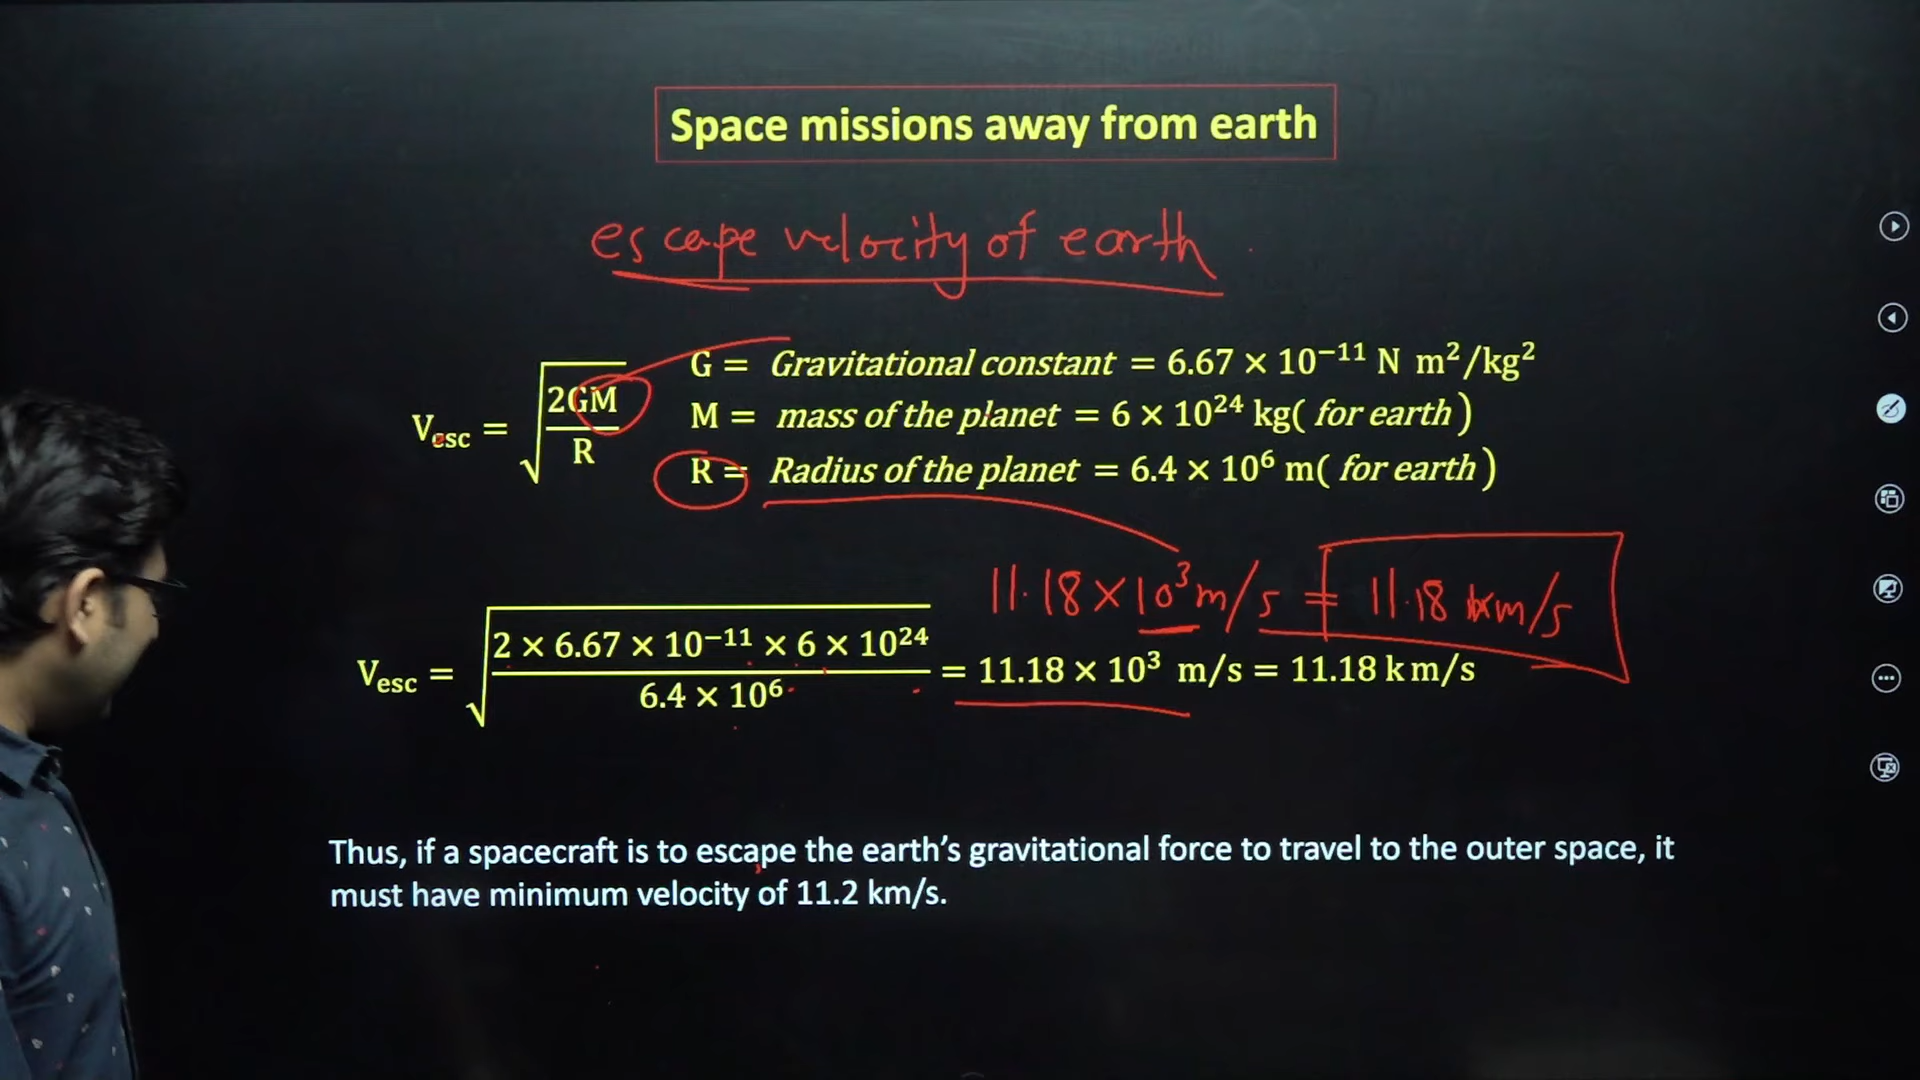 Space missions away from earth
escape velocity of earth
V_esc = √(2GM/R)
G = Gravitational constant = 6.67 × 10⁻¹¹ N m²/kg²
M = mass of the planet = 6 × 10²⁴ kg( for earth )
R = Radius of the planet = 6.4 × 10⁶ m( for earth )
11.18 × 10³ m/s = 11.18 km/s
V_esc = √(2 × 6.67 × 10⁻¹¹ × 6 × 10²⁴ / 6.4 × 10⁶) = 11.18 × 10³ m/s = 11.18 km/s
Thus, if a spacecraft is to escape the earth's gravitational force to travel to the outer space, it
must have minimum velocity of 11.2 km/s.